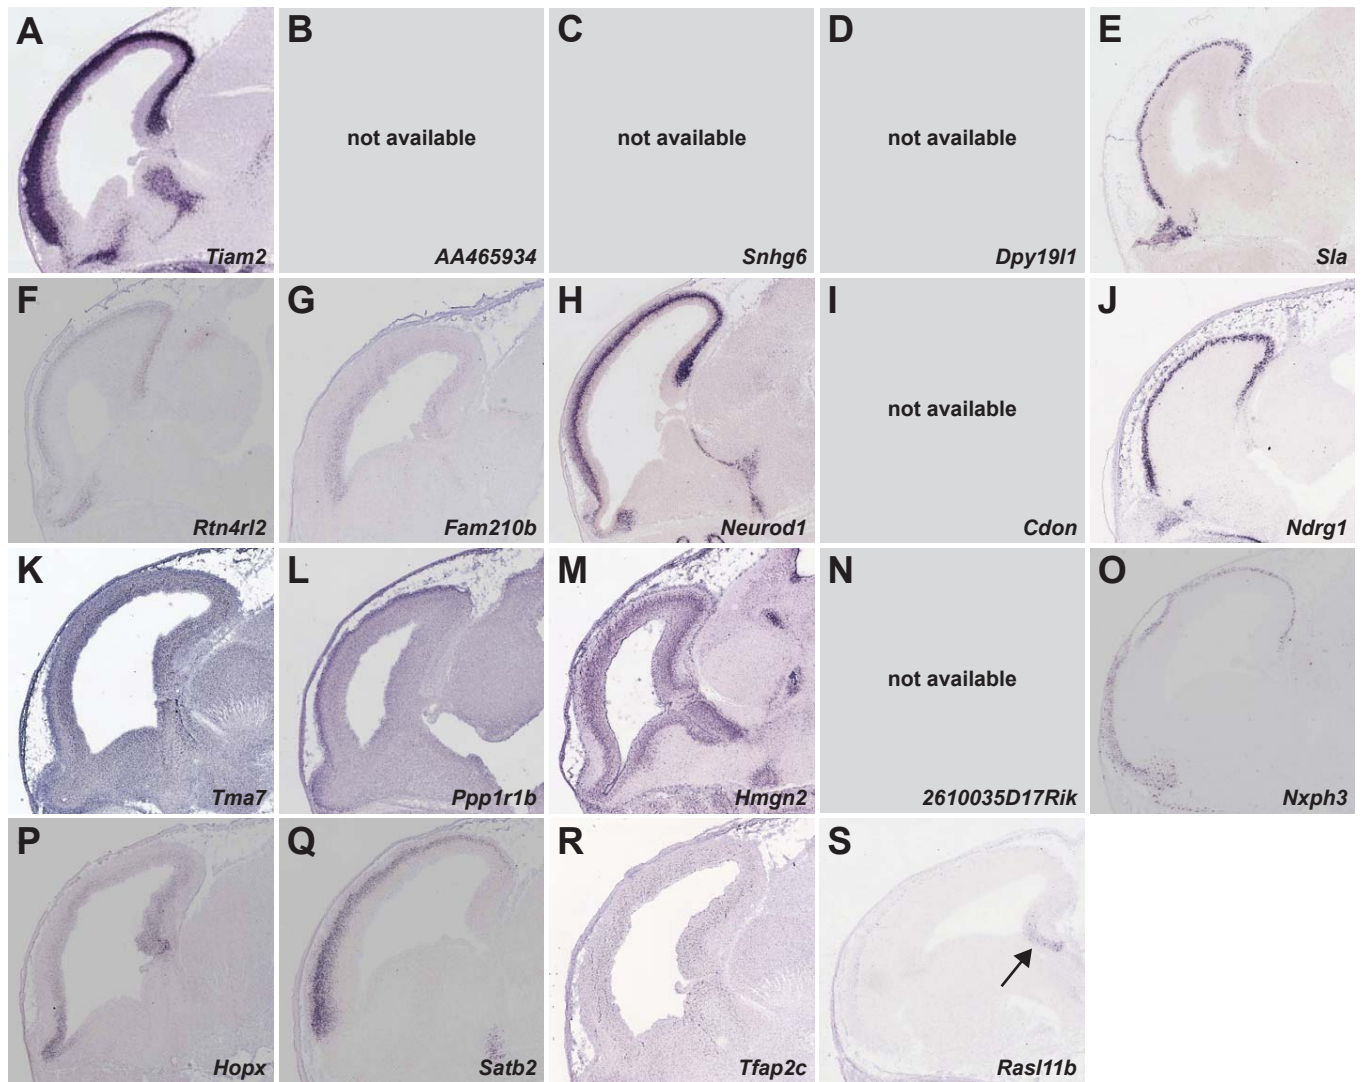 A B C D E
not available not available not available
Tiam2 AA465934 Snhg6 Dpy19l1 Sla
F G H I J
not available
Rtn4rl2 Fam210b Neurod1 Cdon Ndrg1
K L M N O
not available
Tma7 Ppp1r1b Hmgn2 2610035D17Rik Nxph3
P Q R S
Hopx Satb2 Tfap2c Rasl11b